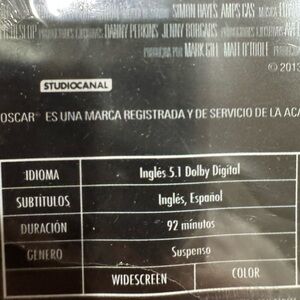 SIMON HAYES, AMPS CAS
DANNY PERKINS JENNY BORGARS
MARK GILL MATT O'TOOLE
© 2013
STUDIOCANAL
OSCAR® ES UNA MARCA REGISTRADA Y DE SERVICIO DE LA ACA
IDIOMA Inglés 5.1 Dolby Digital
SUBTÍTULOS Inglés, Español
DURACIÓN 92 minutos
GENERO Suspenso
WIDESCREEN COLOR